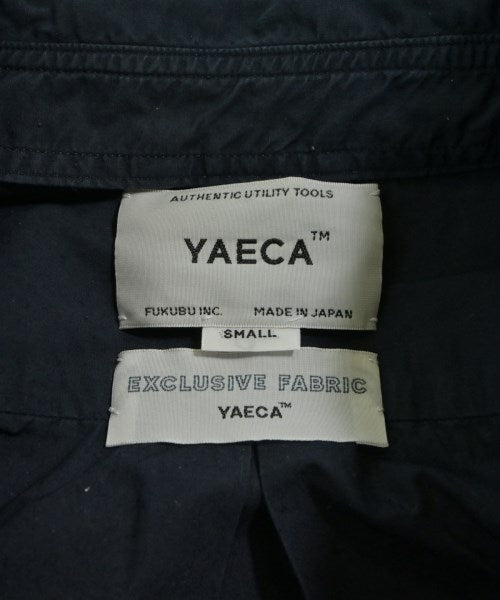 AUTHENTIC UTILITY TOOLS
YAECA™
FUKUBU INC. MADE IN JAPAN
SMALL
EXCLUSIVE FABRIC
YAECA™